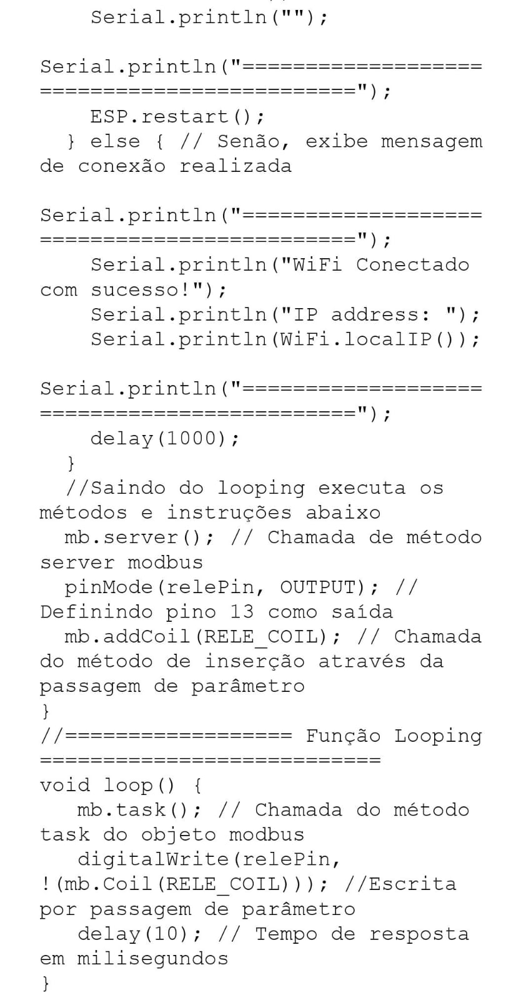 Serial.println("");
Serial.println("===================
=========================");
ESP.restart();
} else { // Senão, exibe mensagem
de conexão realizada
Serial.println("===================
=========================");
Serial.println("WiFi Conectado
com sucesso!");
Serial.println("IP address: ");
Serial.println(WiFi.localIP());
Serial.println("===================
=========================");
delay(1000);
}
//Saindo do looping executa os
métodos e instruções abaixo
mb.server(); // Chamada de método
server modbus
pinMode(relePin, OUTPUT); //
Definindo pino 13 como saída
mb.addCoil(RELE_COIL); // Chamada
do método de inserção através da
passagem de parâmetro
}
//================== Função Looping
===========================
void loop() {
mb.task(); // Chamada do método
task do objeto modbus
digitalWrite(relePin,
!(mb.Coil(RELE_COIL))); //Escrita
por passagem de parâmetro
delay(10); // Tempo de resposta
em milisegundos
}